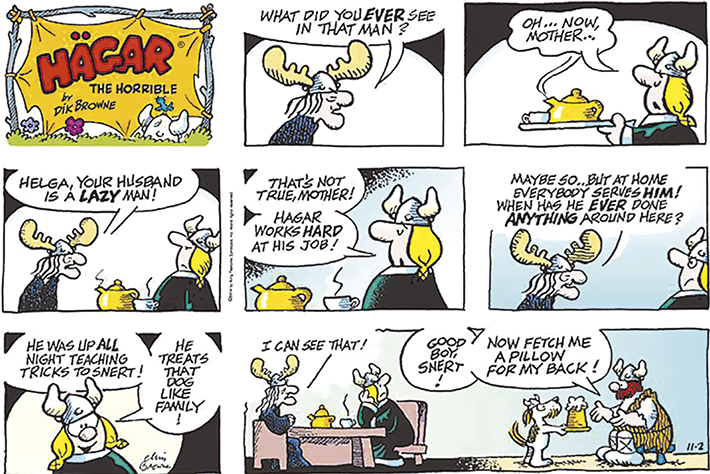 HÄGAR
THE HORRIBLE
by
DIK BROWNE
WHAT DID YOU EVER SEE
IN THAT MAN?
OH... NOW,
MOTHER...
HELGA, YOUR HUSBAND
IS A LAZY MAN!
THAT'S NOT
TRUE, MOTHER!
HAGAR
WORKS HARD
AT HIS JOB!
MAYBE SO...BUT AT HOME
EVERYBODY SERVES HIM!
WHEN HAS HE EVER DONE
ANYTHING AROUND HERE?
HE WAS UP ALL
NIGHT TEACHING
TRICKS TO SNERT!
HE
TREATS
THAT
DOG
LIKE
FAMILY
!
Chris
Browne
I CAN SEE THAT!
GOOD
BOY,
SNERT
!
NOW FETCH ME
A PILLOW
FOR MY BACK!
11-2